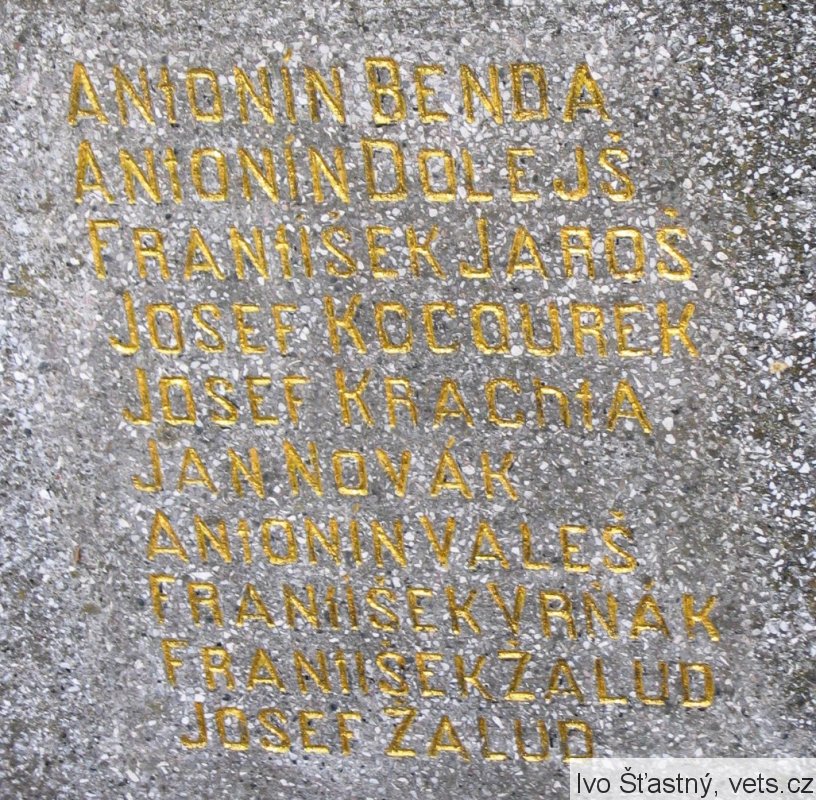 Antonín Benda
Antonín Dolejš
František Jaroš
Josef Kocourek
Josef Krachta
Jan Novák
Antonín Valeš
František Vrňák
František Žalud
Josef Žalud
Ivo Šťastný, vets.cz